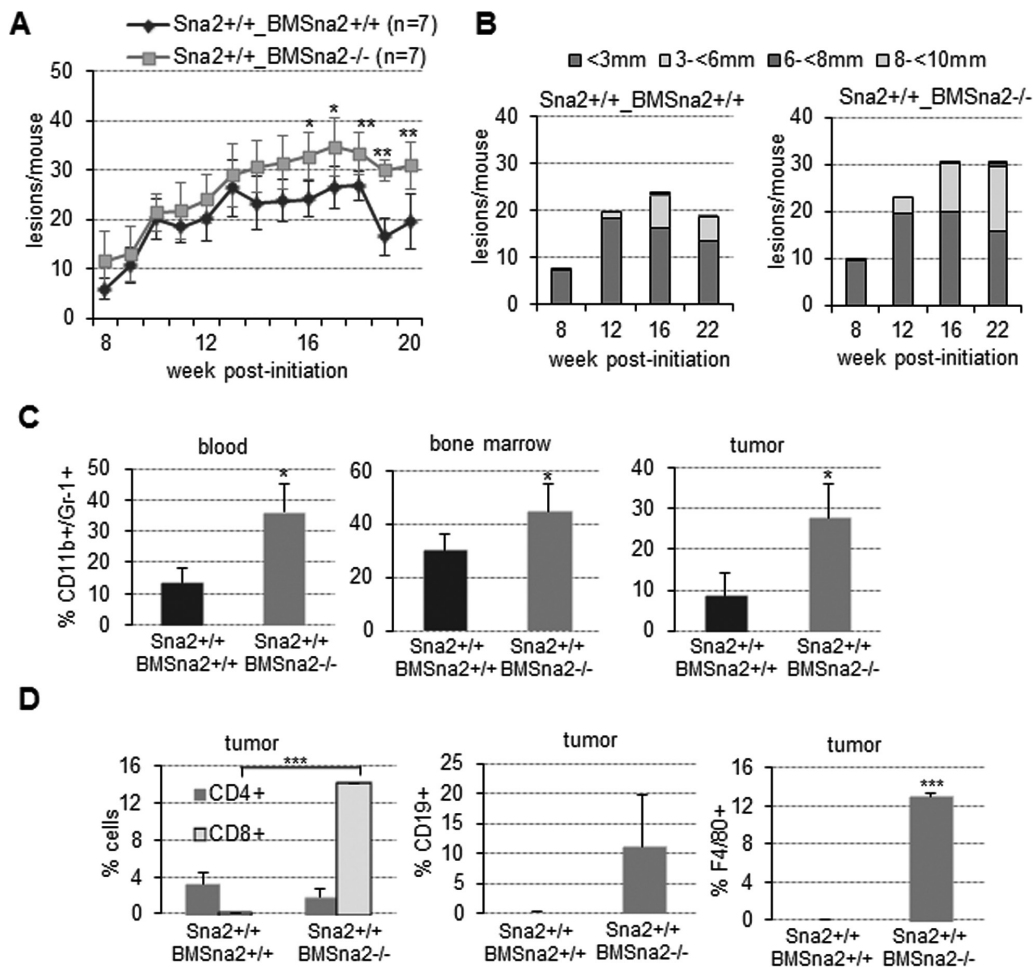 A
Sna2+/+_BMSna2+/+ (n=7)
Sna2+/+_BMSna2-/- (n=7)
lesions/mouse
50
40
30
20
10
0
* * ** ** **
8 12 16 20
week post-initiation
B
<3mm 3-<6mm 6-<8mm 8-<10mm
Sna2+/+_BMSna2+/+
lesions/mouse
40
30
20
10
0
8 12 16 22
week post-initiation
Sna2+/+_BMSna2-/-
lesions/mouse
40
30
20
10
0
8 12 16 22
week post-initiation
C
blood
% CD11b+/Gr-1+
50
40
30
20
10
0
*
Sna2+/+ Sna2+/+
BMSna2+/+ BMSna2-/-
bone marrow
60
40
20
0
*
Sna2+/+ Sna2+/+
BMSna2+/+ BMSna2-/-
tumor
40
30
20
10
0
*
Sna2+/+ Sna2+/+
BMSna2+/+ BMSna2-/-
D
tumor
% cells
16
12
8
4
0
***
CD4+
CD8+
Sna2+/+ Sna2+/+
BMSna2+/+ BMSna2-/-
tumor
% CD19+
25
20
15
10
5
0
Sna2+/+ Sna2+/+
BMSna2+/+ BMSna2-/-
tumor
% F4/80+
16
12
8
4
0
***
Sna2+/+ Sna2+/+
BMSna2+/+ BMSna2-/-